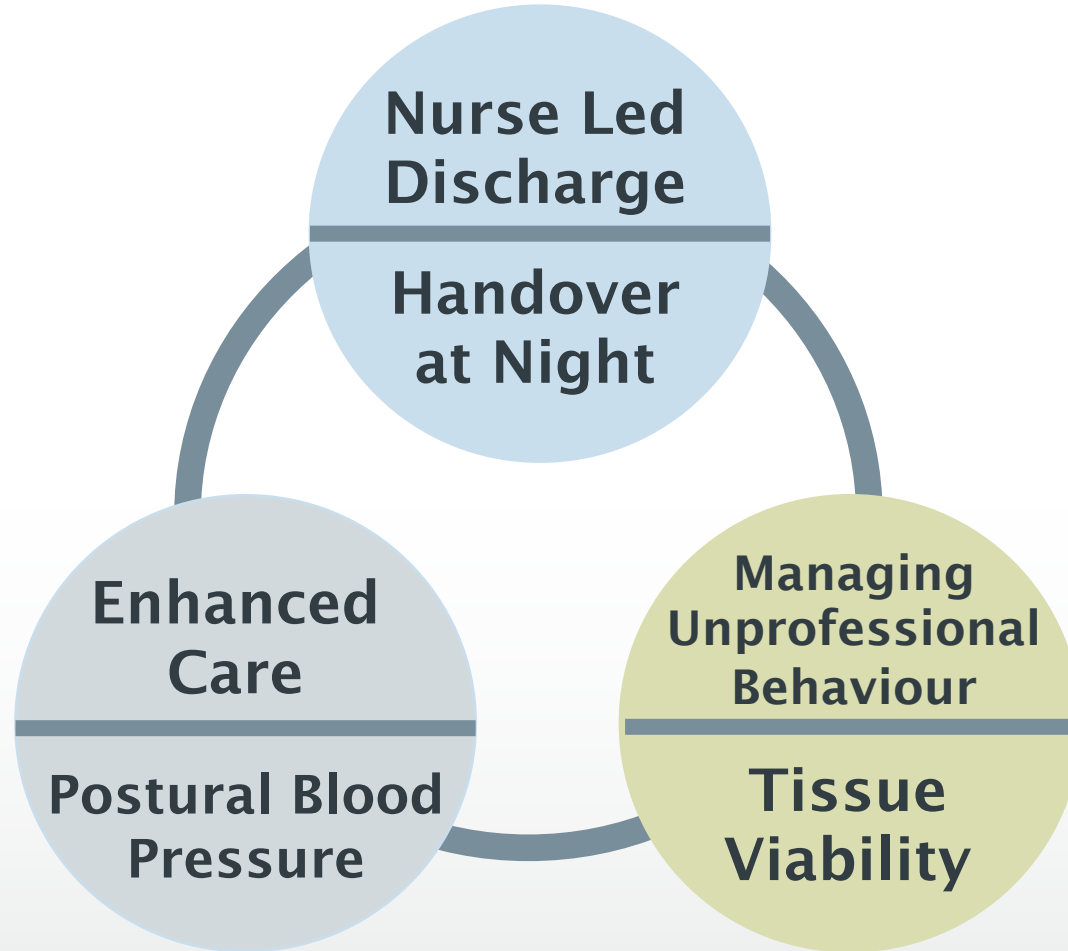 Nurse Led
Discharge
Handover
at Night
Enhanced
Care
Postural Blood
Pressure
Managing
Unprofessional
Behaviour
Tissue
Viability